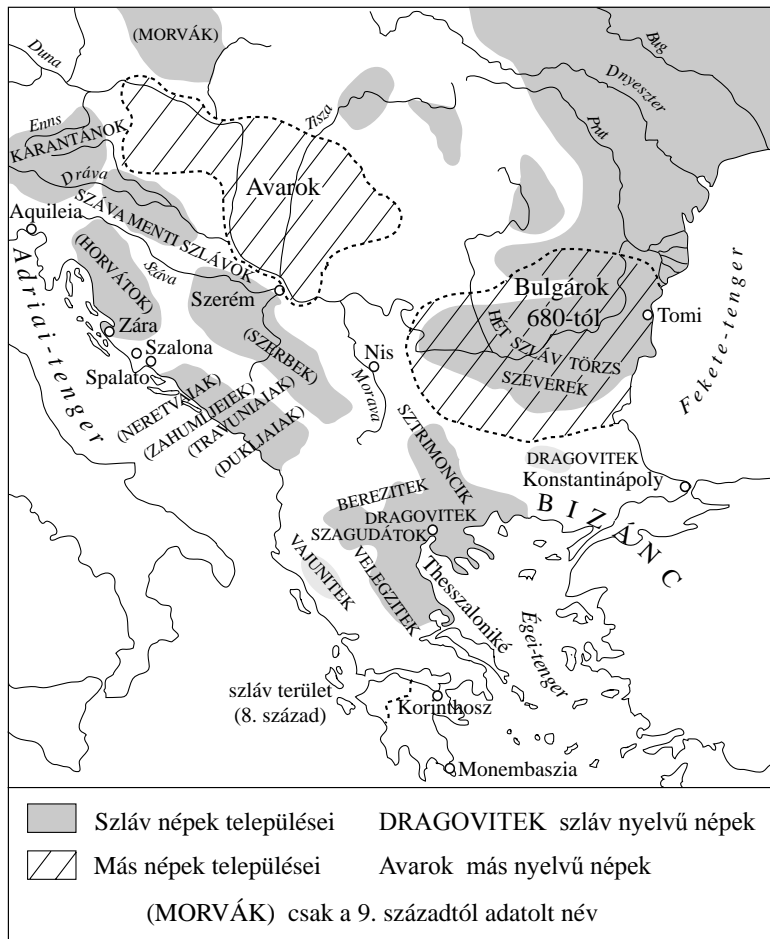 (MORVÁK)
Duna
Bug
Dnyeszter
Prut
Tisza
Enns
KARANTÁNOK
Dráva
Avarok
Aquileia
SZÁVA MENTI SZLÁVOK
(HORVÁTOK)
Száva
Szerém
Adriai-tenger
Zára
Szalona
Spalato
(SZERBEK)
Nis
Morava
Bulgárok
680-tól
HÉT SZLÁV TÖRZS
SZEVEREK
Tomi
Fekete-tenger
(NERETVAIAK)
(ZAHUMLJEIEK)
(TRAVUNIAIAK)
(DUKLJAIAK)
SZTRIMONCIK
DRAGOVITEK
Konstantinápoly
BIZÁNC
BEREZITEK
DRAGOVITEK
SZAGUDÁTOK
VAJUNITEK
VELEGZITEK
Thesszaloniké
Égei-tenger
szláv terület
(8. század)
Korinthosz
Monembaszia
Szláv népek települései
DRAGOVITEK szláv nyelvű népek
Más népek települései
Avarok más nyelvű népek
(MORVÁK) csak a 9. századtól adatolt név